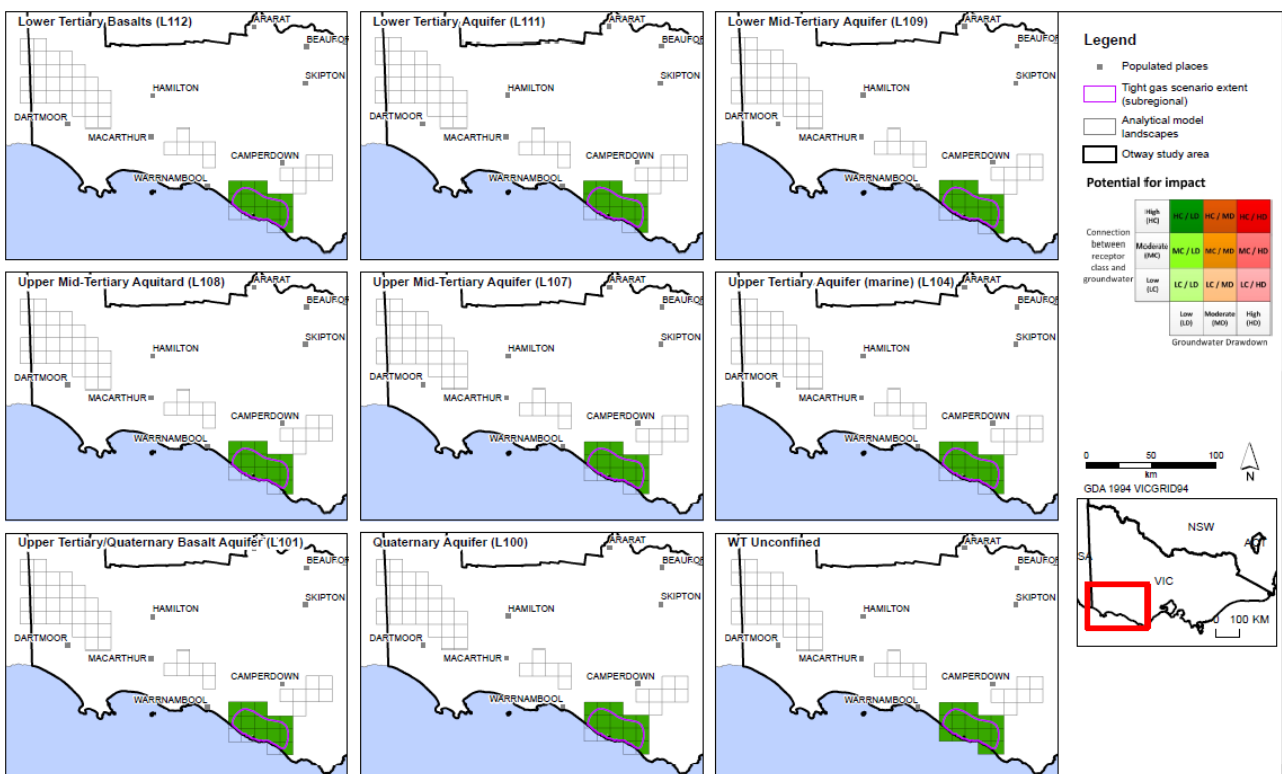 Lower Tertiary Basalts (L112)
ARARAT
BEAUFOR
SKIPTON
HAMILTON
DARTMOOR
MACARTHUR
CAMPERDOWN
WARRNAMBOOL
Lower Tertiary Aquifer (L111)
ARARAT
BEAUFOR
SKIPTON
HAMILTON
DARTMOOR
MACARTHUR
CAMPERDOWN
WARRNAMBOOL
Lower Mid-Tertiary Aquifer (L109)
ARARAT
BEAUFOR
SKIPTON
HAMILTON
DARTMOOR
MACARTHUR
CAMPERDOWN
WARRNAMBOOL
Upper Mid-Tertiary Aquitard (L108)
ARARAT
BEAUFOR
SKIPTON
HAMILTON
DARTMOOR
MACARTHUR
CAMPERDOWN
WARRNAMBOOL
Upper Mid-Tertiary Aquifer (L107)
ARARAT
BEAUFOR
SKIPTON
HAMILTON
DARTMOOR
MACARTHUR
CAMPERDOWN
WARRNAMBOOL
Upper Tertiary Aquifer (marine) (L104)
ARARAT
BEAUFOR
SKIPTON
HAMILTON
DARTMOOR
MACARTHUR
CAMPERDOWN
WARRNAMBOOL
Upper Tertiary/Quaternary Basalt Aquifer (L101)
ARARAT
BEAUFOR
SKIPTON
HAMILTON
DARTMOOR
MACARTHUR
CAMPERDOWN
WARRNAMBOOL
Quaternary Aquifer (L100)
ARARAT
BEAUFOR
SKIPTON
HAMILTON
DARTMOOR
MACARTHUR
CAMPERDOWN
WARRNAMBOOL
WT Unconfined
ARARAT
BEAUFOR
SKIPTON
HAMILTON
DARTMOOR
MACARTHUR
CAMPERDOWN
WARRNAMBOOL
Legend
Populated places
Tight gas scenario extent
(subregional)
Analytical model
landscapes
Otway study area
Potential for impact
Connection
between
receptor
class and
groundwater
High
(HC)
HC / LD HC / MD HC / HD
Moderate
(MC)
MC / LD MC / MD MC / HD
Low
(LC)
LC / LD LC / MD LC / HD
Low
(LD)
Moderate
(MD)
High
(HD)
Groundwater Drawdown
0 50 100
km
N
GDA 1994 VICGRID94
NSW
ACT
SA
VIC
0 100 KM